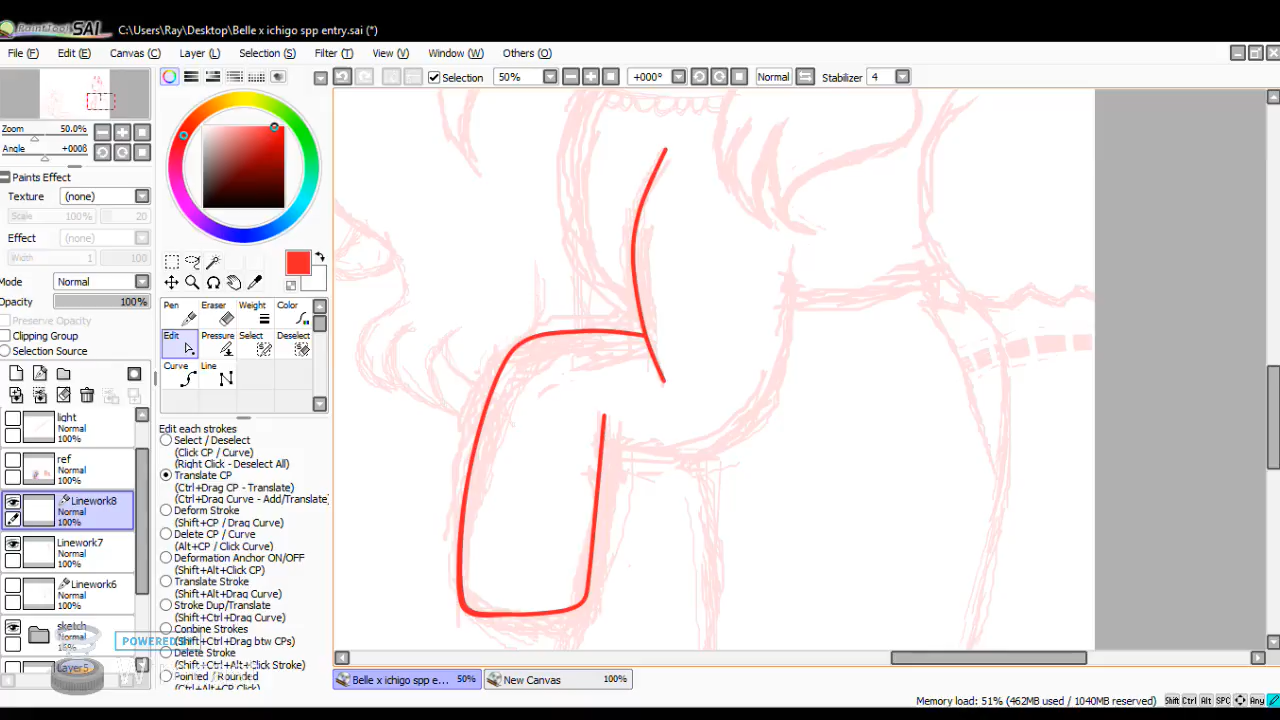 PaintTool SAI C:\Users\Ray\Desktop\Belle x ichigo spp entry.sai (*)
File (F) Edit (E) Canvas (C) Layer (L) Selection (S) Filter (T) View (V) Window (W) Others (O)
Selection 50% +000° Normal Stabilizer 4
Zoom 50.0%
Angle +000ß
Paints Effect
Texture (none)
Scale 100% 20
Effect (none)
Width 1 100
Mode Normal
Opacity 100%
Preserve Opacity
Clipping Group
Selection Source
light
Normal
100%
ref
Normal
100%
Linework8
Normal
100%
Linework7
Normal
100%
Linework6
Normal
100%
sketch
Normal
Layer5
Pen Eraser Weight Color
Edit Pressure Select Deselect
Curve Line
Edit each strokes
Select / Deselect
(Click CP / Curve)
(Right Click - Deselect All)
Translate CP
(Ctrl+Drag CP - Translate)
(Ctrl+Drag Curve - Add/Translate)
Deform Stroke
(Shift+CP / Drag Curve)
Delete CP / Curve
(Alt+CP / Click Curve)
Deformation Anchor ON/OFF
(Shift+Alt+Click CP)
Translate Stroke
(Shift+Alt+Drag Curve)
Stroke Dup/Translate
(Shift+Ctrl+Drag Curve)
Conbine Strokes
(Shift+Ctrl+Drag btw CPs)
Delete Stroke
(Shift+Ctrl+Alt+Click Stroke)
Pointed / Rounded
(Ctrl+Alt+CP Click)
POWERED
Belle x ichigo spp e... 50% New Canvas 100%
Memory load: 51% (462MB used / 1040MB reserved) Shift Ctrl Alt SPC Any